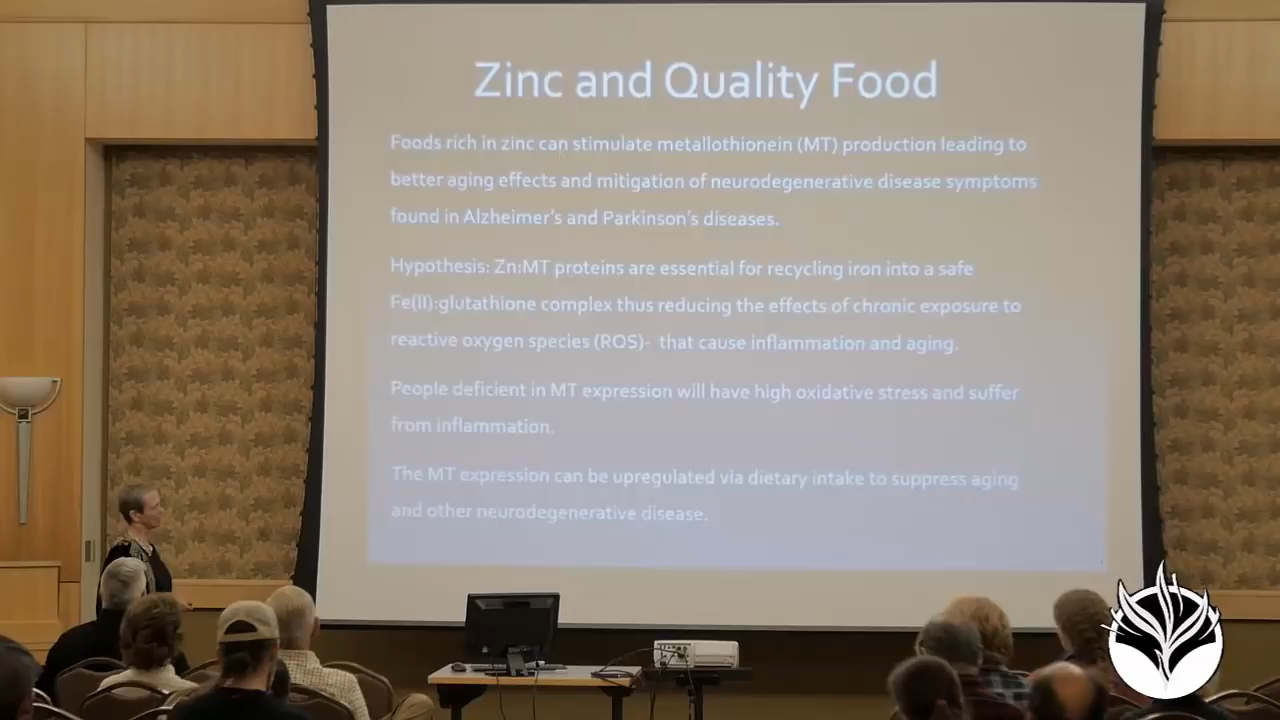 Zinc and Quality Food
Foods rich in zinc can stimulate metallothionein (MT) production leading to
better aging effects and mitigation of neurodegenerative disease symptoms
found in Alzheimer's and Parkinson's diseases.
Hypothesis: Zn:MT proteins are essential for recycling iron into a safe
Fe(II):glutathione complex thus reducing the effects of chronic exposure to
reactive oxygen species (ROS)- that cause inflammation and aging.
People deficient in MT expression will have high oxidative stress and suffer
from inflammation.
The MT expression can be upregulated via dietary intake to suppress aging
and other neurodegenerative disease.